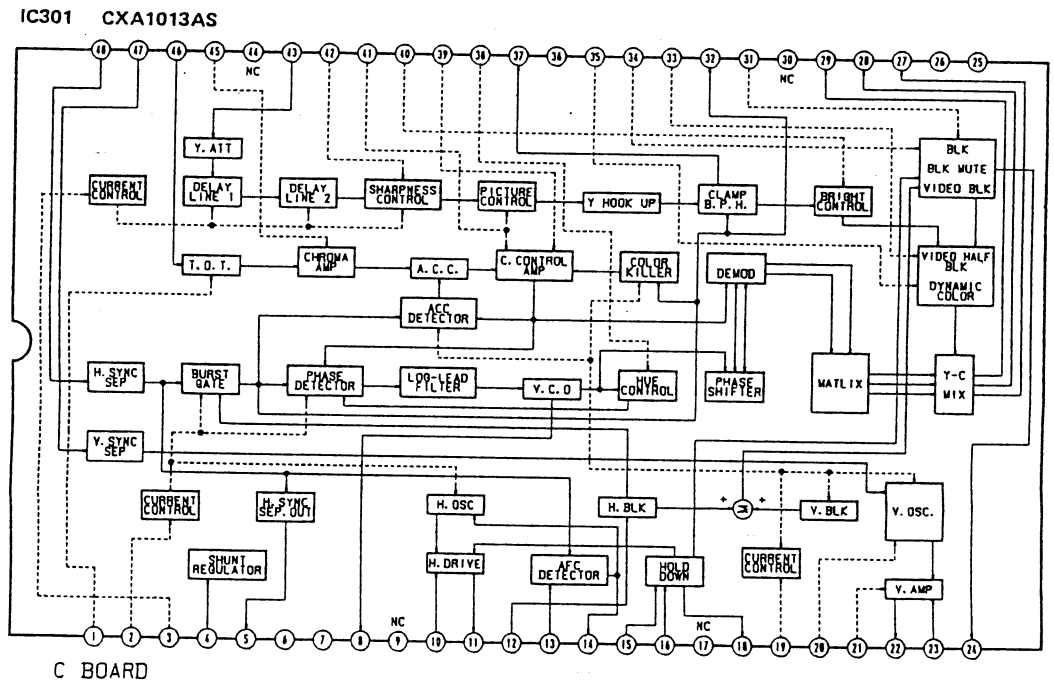 IC301 CXA1013AS
48 47 46 45 44 43 42 41 40 39 38 37 36 35 34 33 32 31 30 29 28 27 26 25
NC
NC
Y. ATT
BLK
BLK MUTE
VIDEO BLK
CURRENT
CONTROL
DELAY
LINE 1
DELAY
LINE 2
SHARPNESS
CONTROL
PICTURE
CONTROL
Y HOOK UP
CLAMP
B.P.H.
BRIGHT
CONTROL
T.O.T.
CHROMA
AMP
A.C.C.
C.CONTROL
AMP
COLOR
KILLER
DEMOD
VIDEO HALF
BLK
DYNAMIC
COLOR
ACC
DETECTOR
H.SYNC
SEP
BURST
GATE
PHASE
DETECTOR
LOG-LEAD
FILTER
V.C.O
HUE
CONTROL
PHASE
SHIFTER
MATLIX
Y-C
MIX
V.SYNC
SEP
CURRENT
CONTROL
H.SYNC
SEP.OUT
H.OSC
H.BLK
+ +
V.BLK
V.OSC.
SHUNT
REQULATOR
H.DRIVE
AFC
DETECTOR
HOLD
DOWN
CURRENT
CONTROL
V.AMP
NC
NC
1 2 3 4 5 6 7 8 9 10 11 12 13 14 15 16 17 18 19 20 21 22 23 24
C BOARD